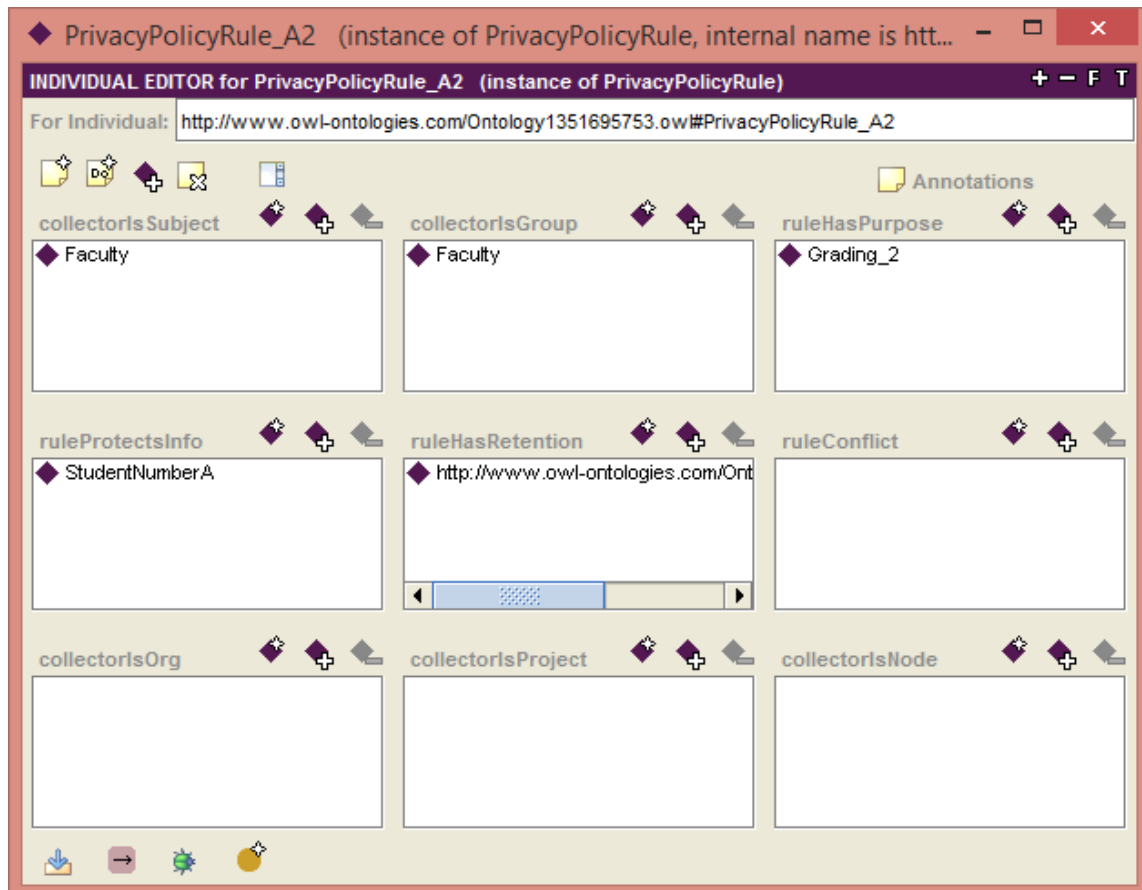 PrivacyPolicyRule_A2 (instance of PrivacyPolicyRule, internal name is htt...
INDIVIDUAL EDITOR for PrivacyPolicyRule_A2 (instance of PrivacyPolicyRule) + − F T
For Individual: http://www.owl-ontologies.com/Ontology1351695753.owl#PrivacyPolicyRule_A2
Annotations
collectorIsSubject collectorIsGroup ruleHasPurpose
Faculty Faculty Grading_2
ruleProtectsInfo ruleHasRetention ruleConflict
StudentNumberA http://www.owl-ontologies.com/Ont
collectorIsOrg collectorIsProject collectorIsNode